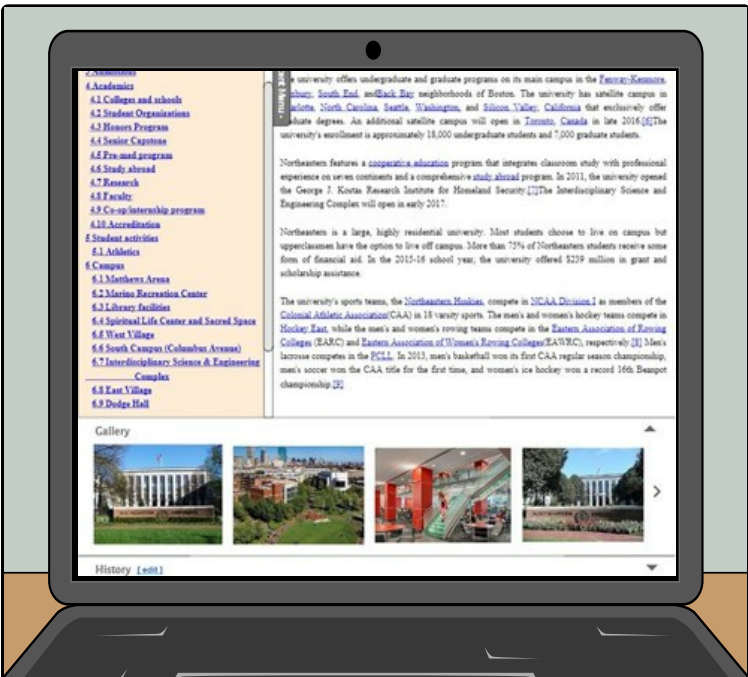 4 Academics
4.1 Colleges and schools
4.2 Student Organizations
4.3 Honors Program
4.4 Senior Capstone
4.5 Pre-med program
4.6 Study abroad
4.7 Research
4.8 Faculty
4.9 Co-op/internship program
4.10 Accreditation
5 Student activities
5.1 Athletics
6 Campus
6.1 Matthews Arena
6.2 Marino Recreation Center
6.3 Library facilities
6.4 Spiritual Life Center and Sacred Space
6.5 West Village
6.6 South Campus (Columbus Avenue)
6.7 Interdisciplinary Science & Engineering
Complex
6.8 East Village
6.9 Dodge Hall
Menu
he university offers undergraduate and graduate programs on its main campus in the Fenway-Kenmore,
xbury, South End, andBack Bay neighborhoods of Boston. The university has satellite campus in
arlotte, North Carolina, Seattle, Washington, and Silicon Valley, California that exclusively offer
aduate degrees. An additional satellite campus will open in Toronto, Canada in late 2016.[6]The
university's enrollment is approximately 18,000 undergraduate students and 7,000 graduate students.
Northeastern features a cooperative education program that integrates classroom study with professional
experience on seven continents and a comprehensive study abroad program. In 2011, the university opened
the George J. Kostas Research Institute for Homeland Security.[7]The Interdisciplinary Science and
Engineering Complex will open in early 2017.
Northeastern is a large, highly residential university. Most students choose to live on campus but
upperclassmen have the option to live off campus. More than 75% of Northeastern students receive some
form of financial aid. In the 2015-16 school year, the university offered $239 million in grant and
scholarship assistance.
The university's sports teams, the Northeastern Huskies, compete in NCAA Division I as members of the
Colonial Athletic Association(CAA) in 18 varsity sports. The men's and women's hockey teams compete in
Hockey East, while the men's and women's rowing teams compete in the Eastern Association of Rowing
Colleges (EARC) and Eastern Association of Women's Rowing Colleges(EAWRC), respectively.[8] Men's
lacrosse competes in the PCLL. In 2013, men's basketball won its first CAA regular season championship,
men's soccer won the CAA title for the first time, and women's ice hockey won a record 16th Beanpot
championship.[9]
Gallery
History [edit]